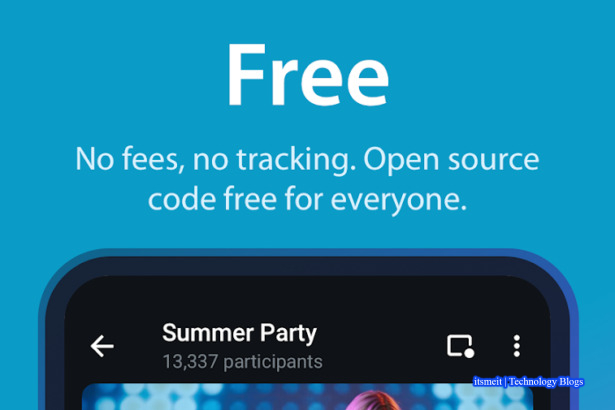 Free
No fees, no tracking. Open source
code free for everyone.
Summer Party
13,337 participants
itsmeit | Technology Blogs